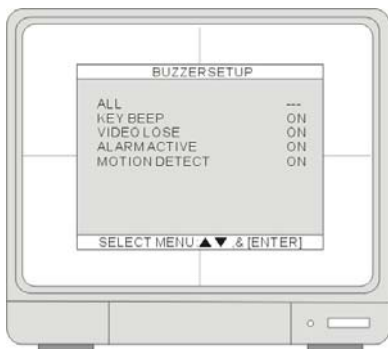 BUZZER SETUP
ALL ---
KEY BEEP ON
VIDEO LOSE ON
ALARM ACTIVE ON
MOTION DETECT ON
SELECT MENU:▲▼,& [ENTER]